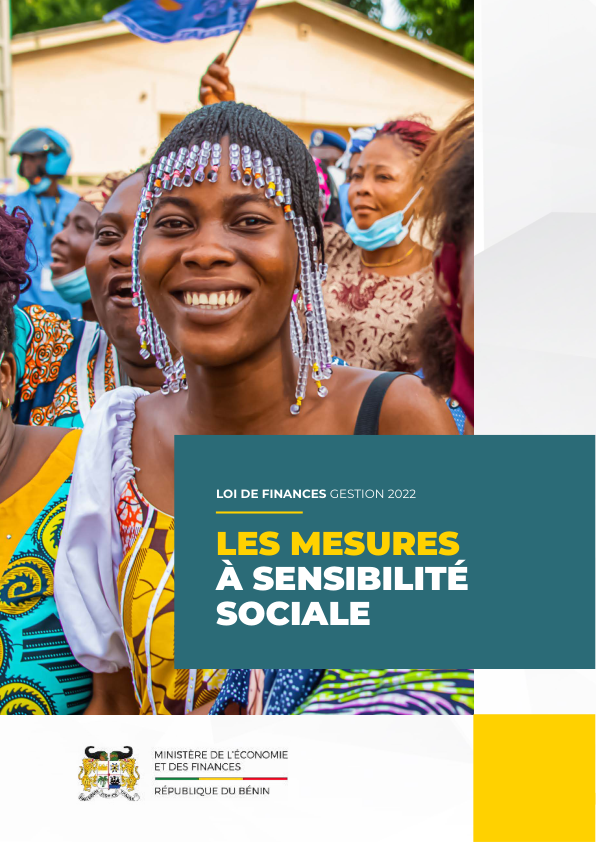 LOI DE FINANCES GESTION 2022
LES MESURES
À SENSIBILITÉ
SOCIALE
MINISTÈRE DE L'ÉCONOMIE
ET DES FINANCES
RÉPUBLIQUE DU BÉNIN